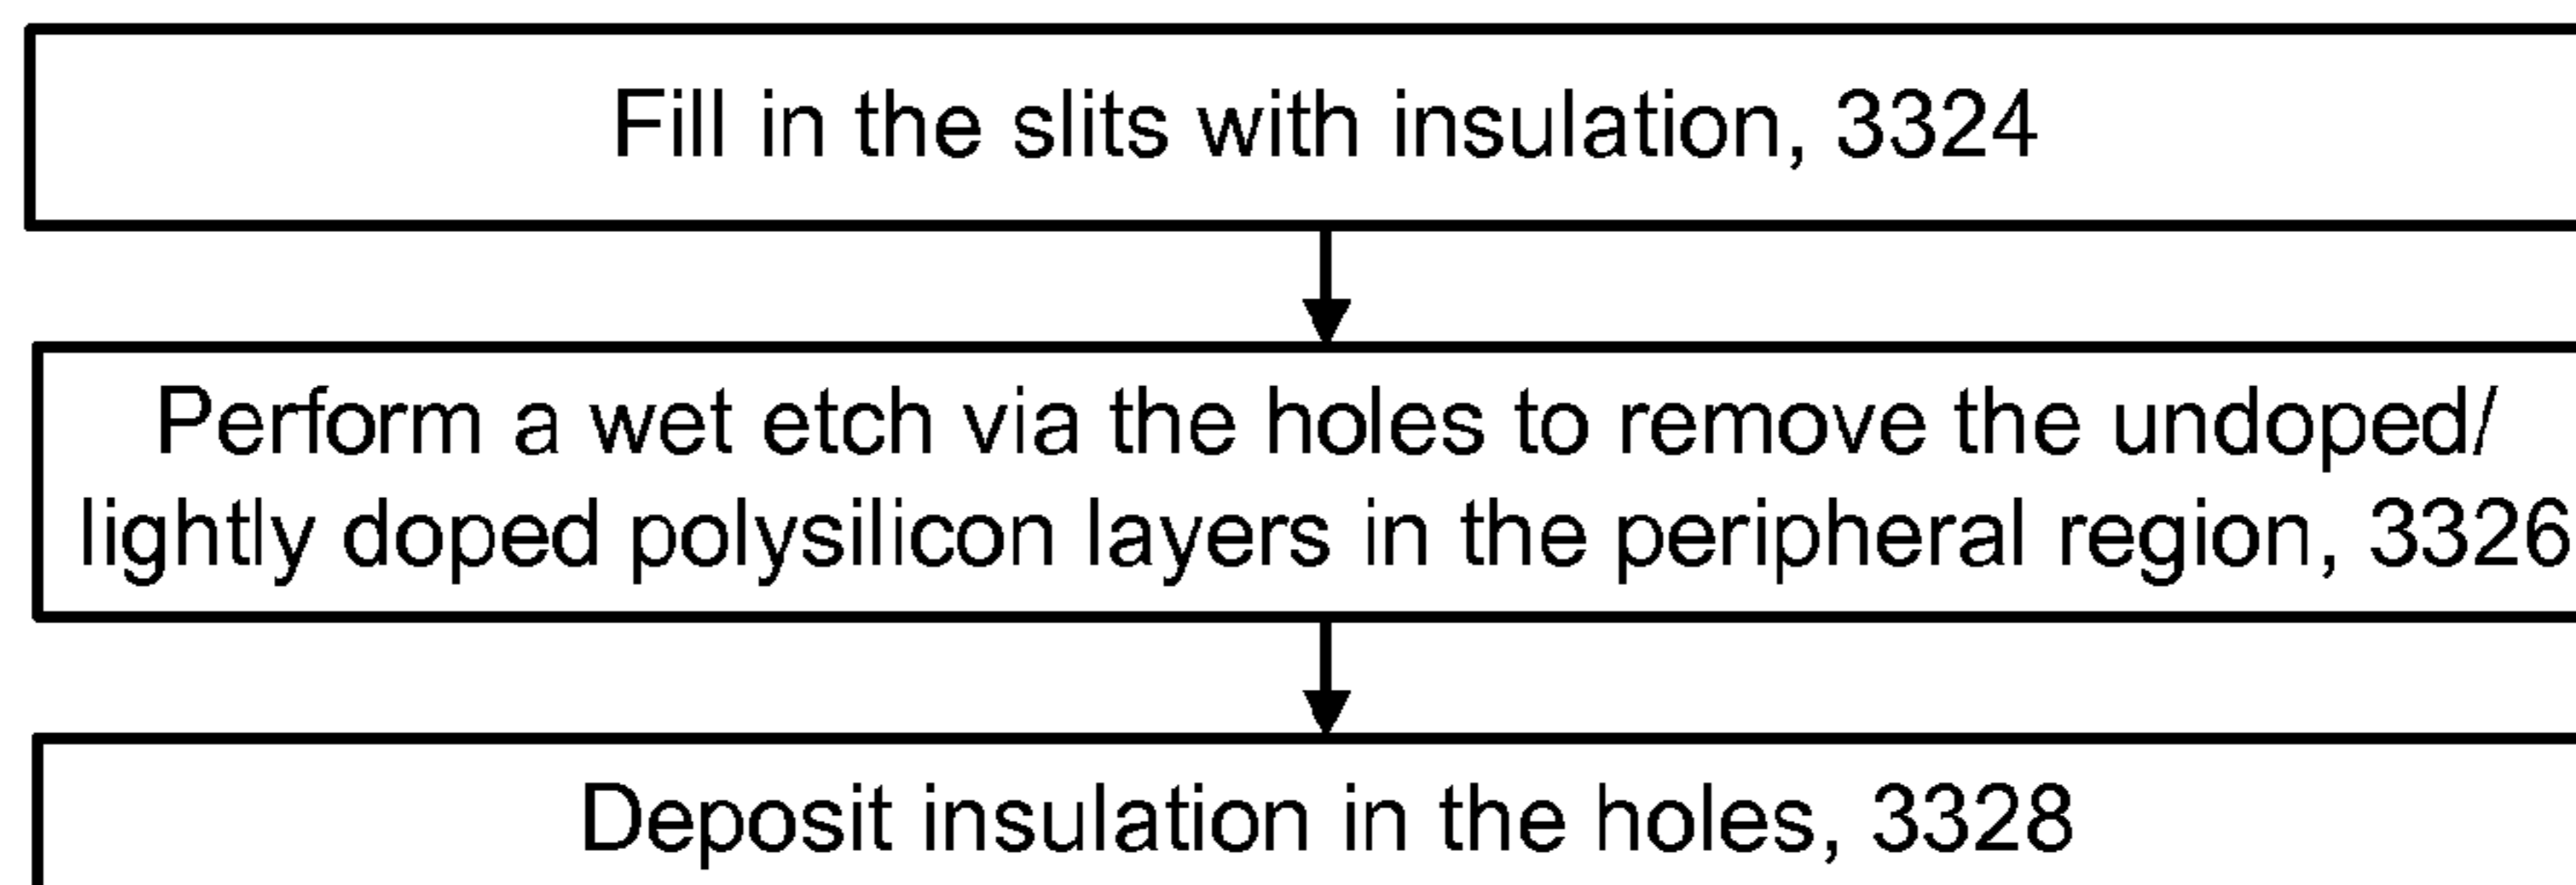 Fill in the slits with insulation, 3324
Perform a wet etch via the holes to remove the undoped/
lightly doped polysilicon layers in the peripheral region, 3326
Deposit insulation in the holes, 3328